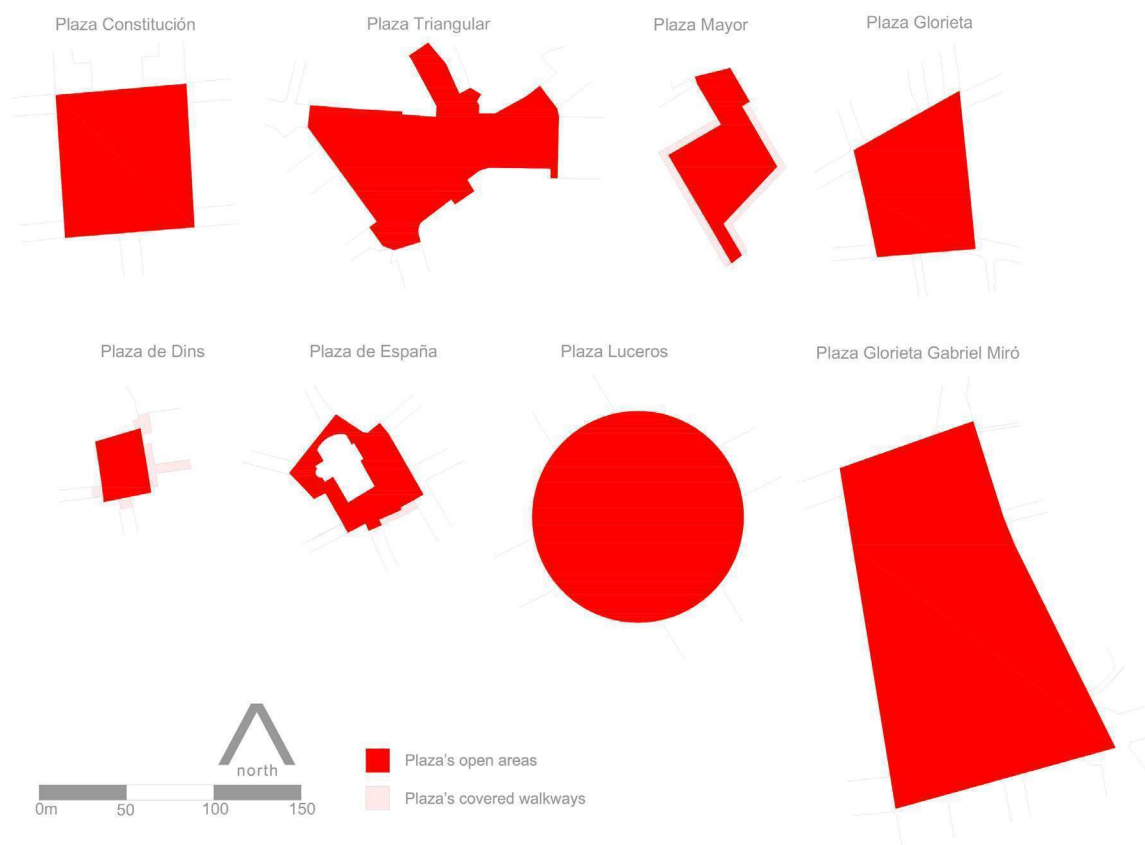 Plaza Constitución
Plaza Triangular
Plaza Mayor
Plaza Glorieta
Plaza de Dins
Plaza de España
Plaza Luceros
Plaza Glorieta Gabriel Miró
north
0m 50 100 150
Plaza's open areas
Plaza's covered walkways